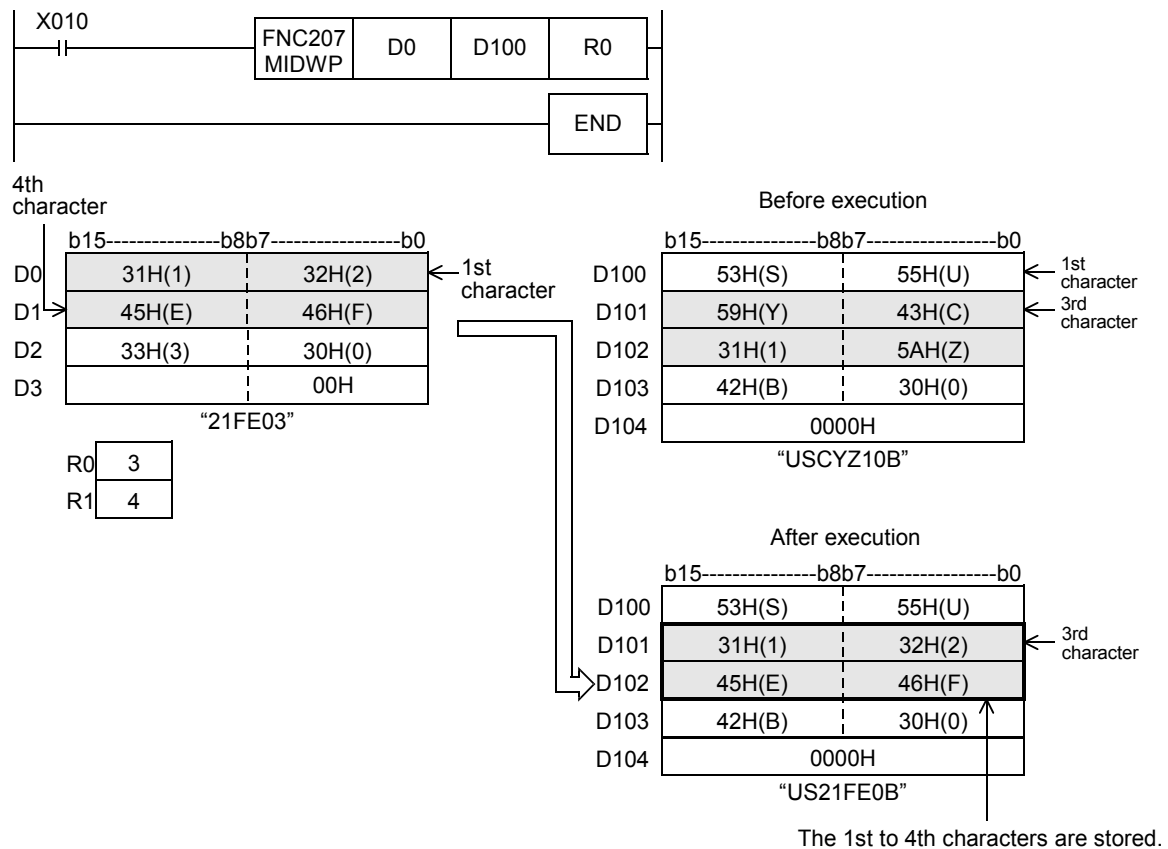 X010
FNC207 MIDWP D0 D100 R0
END
4th
character
b15---------------b8b7-----------------b0
D0 31H(1) 32H(2)
1st
character
D1 45H(E) 46H(F)
D2 33H(3) 30H(0)
D3 00H
“21FE03”
R0 3
R1 4
Before execution
b15---------------b8b7-----------------b0
D100 53H(S) 55H(U)
1st
character
D101 59H(Y) 43H(C)
3rd
character
D102 31H(1) 5AH(Z)
D103 42H(B) 30H(0)
D104 0000H
“USCYZ10B”
After execution
b15---------------b8b7-----------------b0
D100 53H(S) 55H(U)
D101 31H(1) 32H(2)
3rd
character
D102 45H(E) 46H(F)
D103 42H(B) 30H(0)
D104 0000H
“US21FE0B”
The 1st to 4th characters are stored.